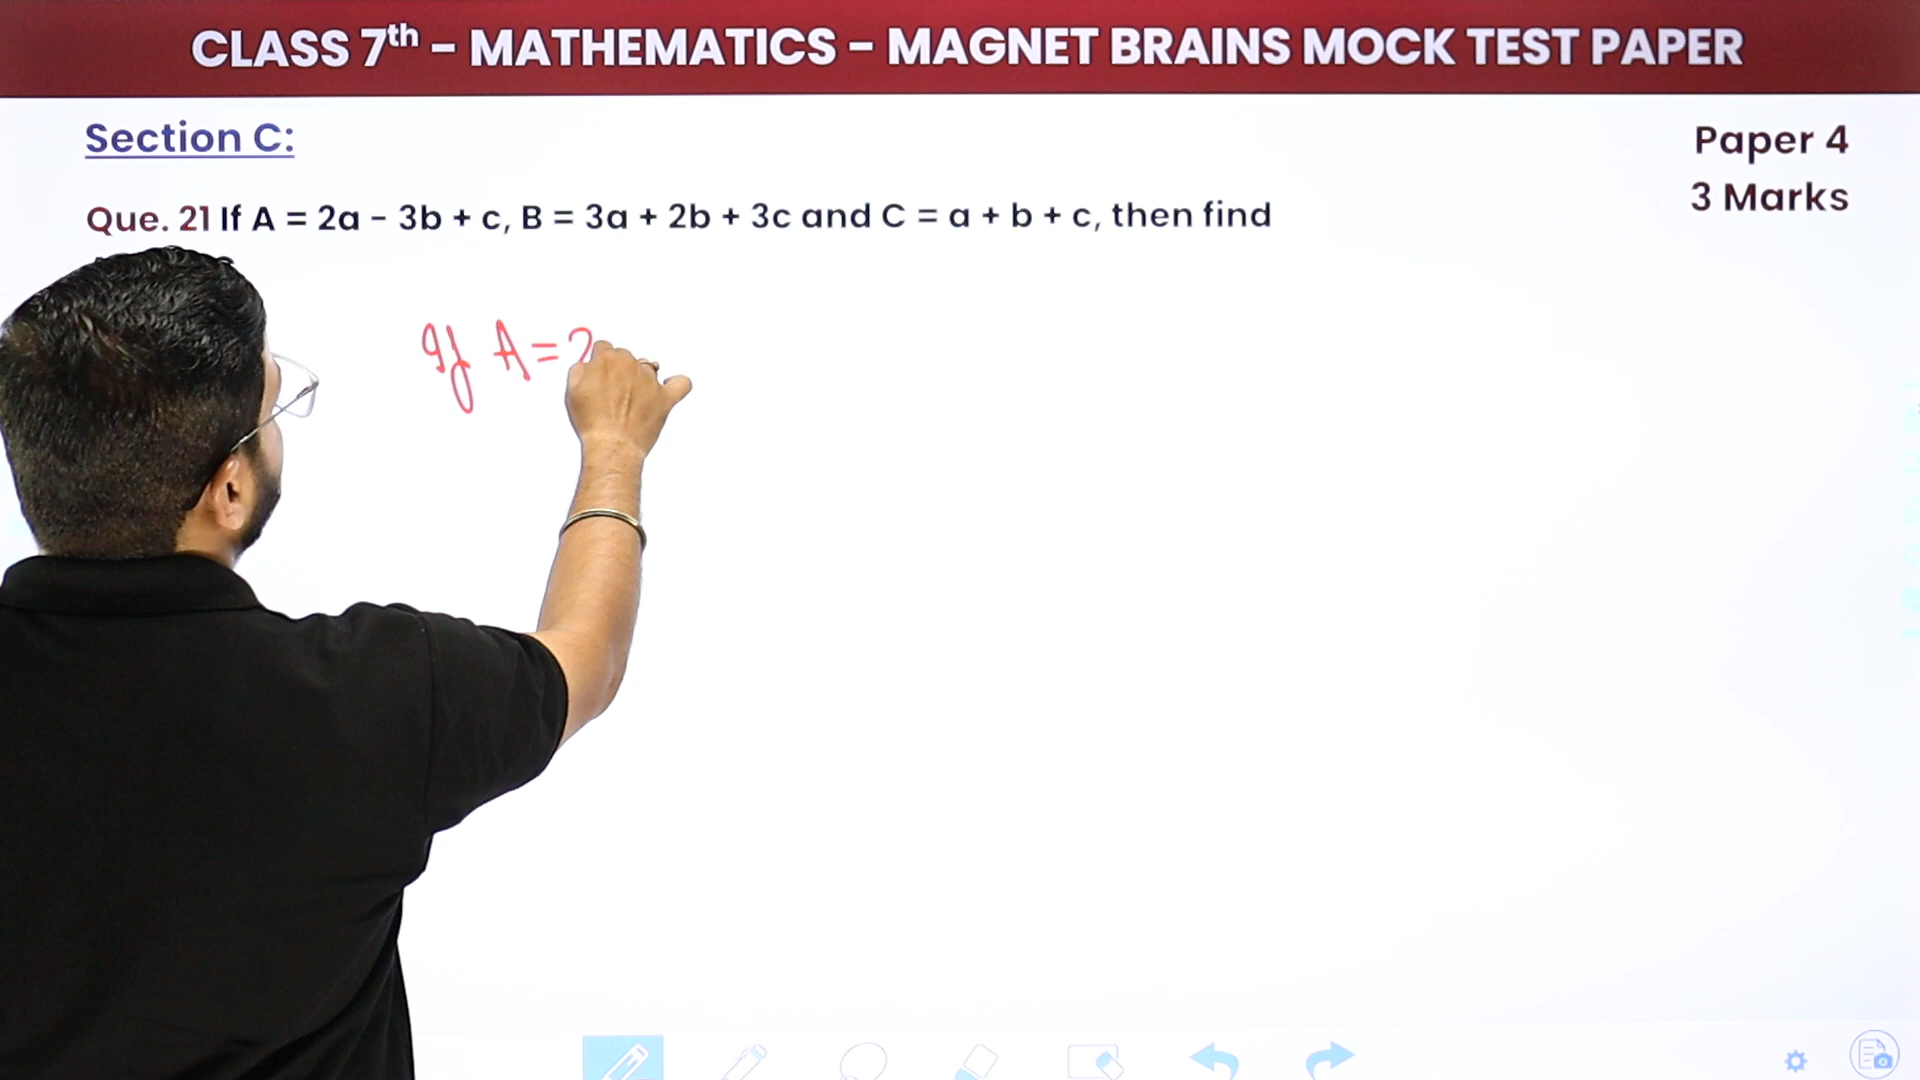 CLASS 7th – MATHEMATICS – MAGNET BRAINS MOCK TEST PAPER
Section C:
Paper 4
3 Marks
Que. 21 If A = 2a - 3b + c, B = 3a + 2b + 3c and C = a + b + c, then find
If A = 2